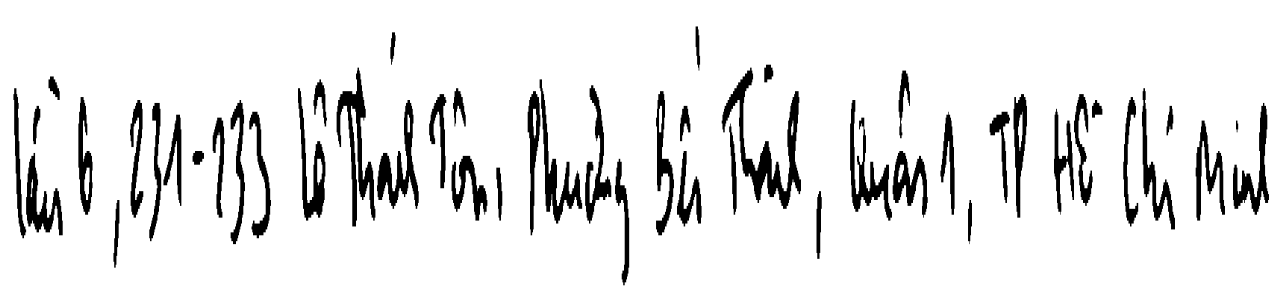 Lầu 6, 231-233 Lê Thánh Tôn, Phường Bến Thành, Quận 1, TP Hồ Chí Minh